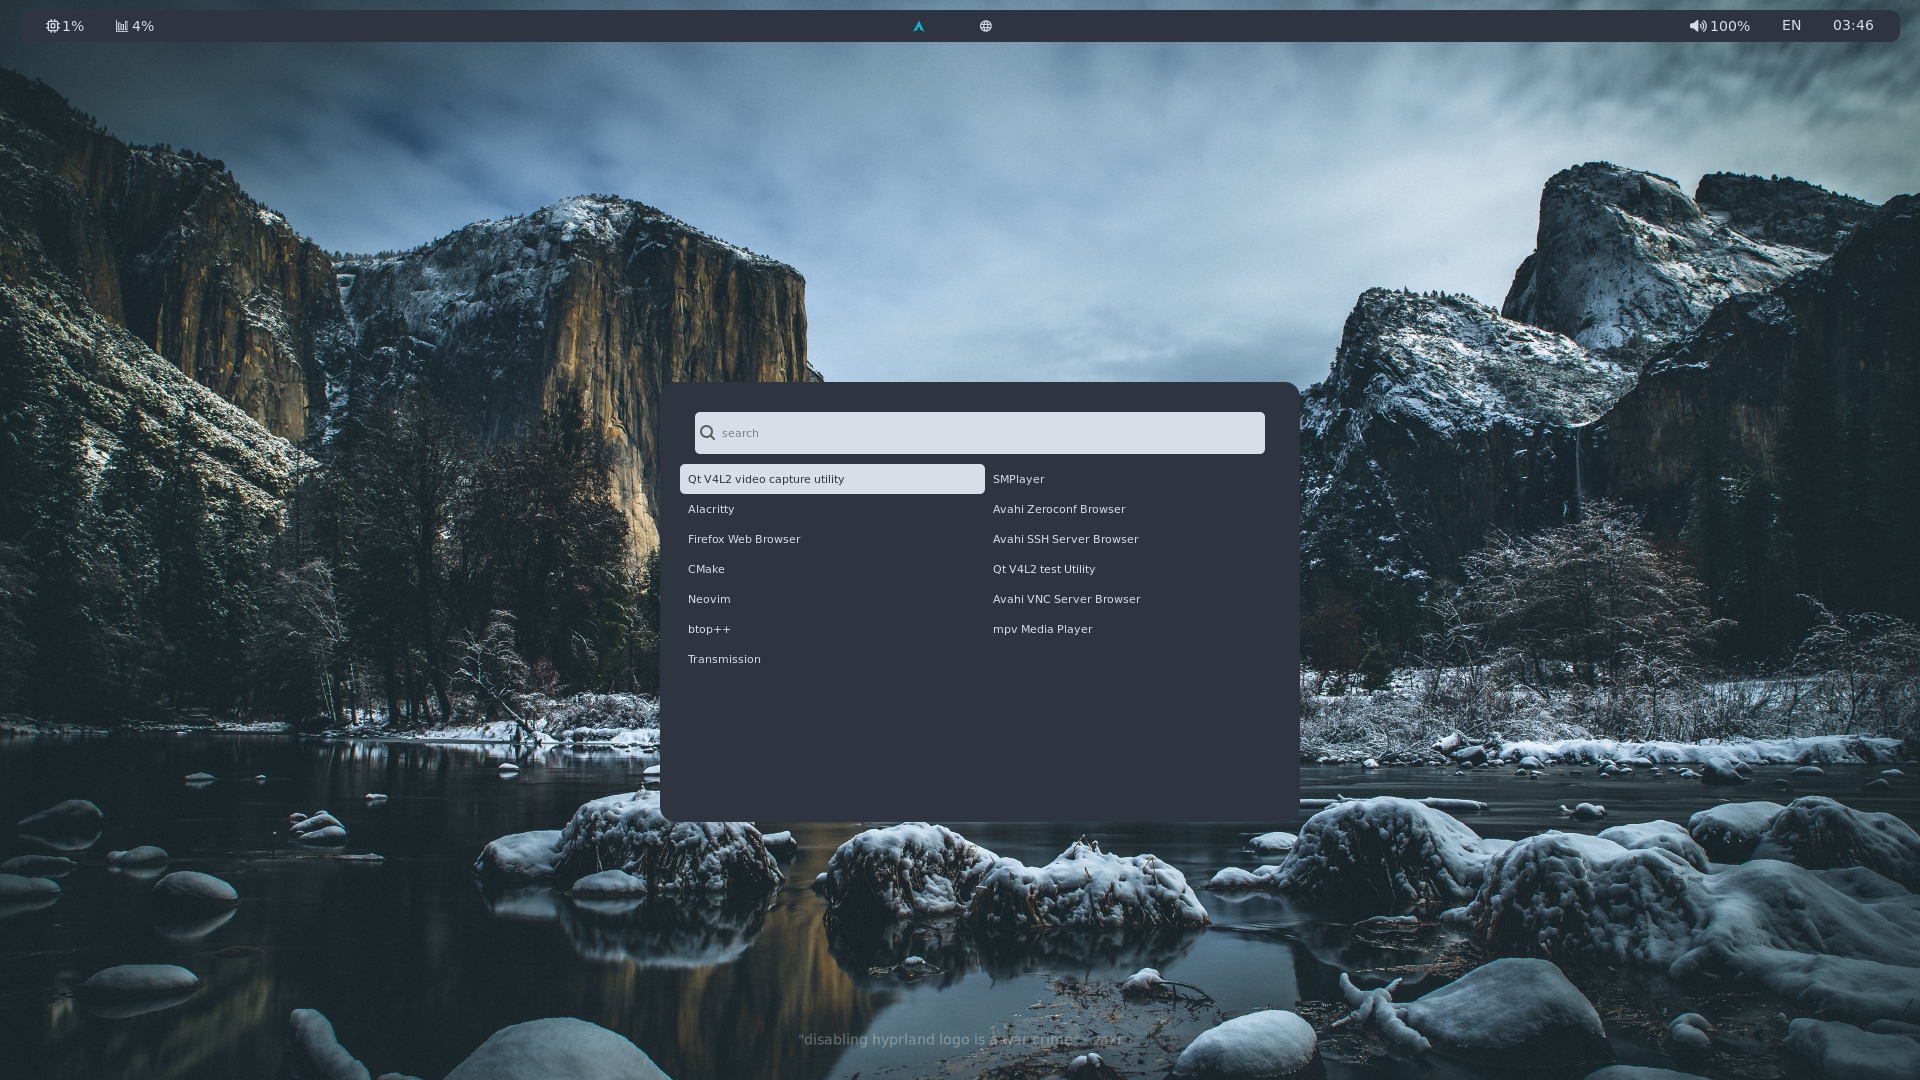 1%
4%
100%
EN
03:46
search
Qt V4L2 video capture utility
SMPlayer
Alacritty
Avahi Zeroconf Browser
Firefox Web Browser
Avahi SSH Server Browser
CMake
Qt V4L2 test Utility
Neovim
Avahi VNC Server Browser
btop++
mpv Media Player
Transmission
"disabling hyprland logo is a war crime" - vaxr